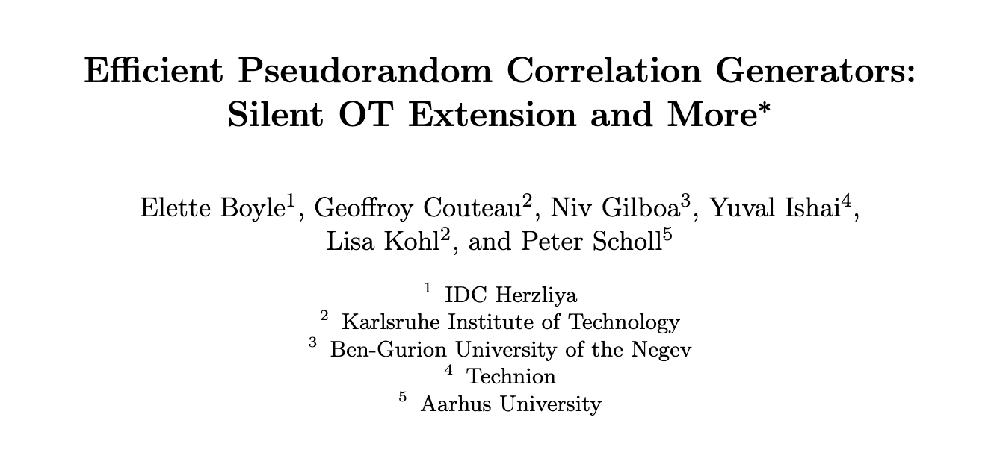 Efficient Pseudorandom Correlation Generators:
Silent OT Extension and More*
Elette Boyle¹, Geoffroy Couteau², Niv Gilboa³, Yuval Ishai⁴,
Lisa Kohl², and Peter Scholl⁵
¹ IDC Herzliya
² Karlsruhe Institute of Technology
³ Ben-Gurion University of the Negev
⁴ Technion
⁵ Aarhus University